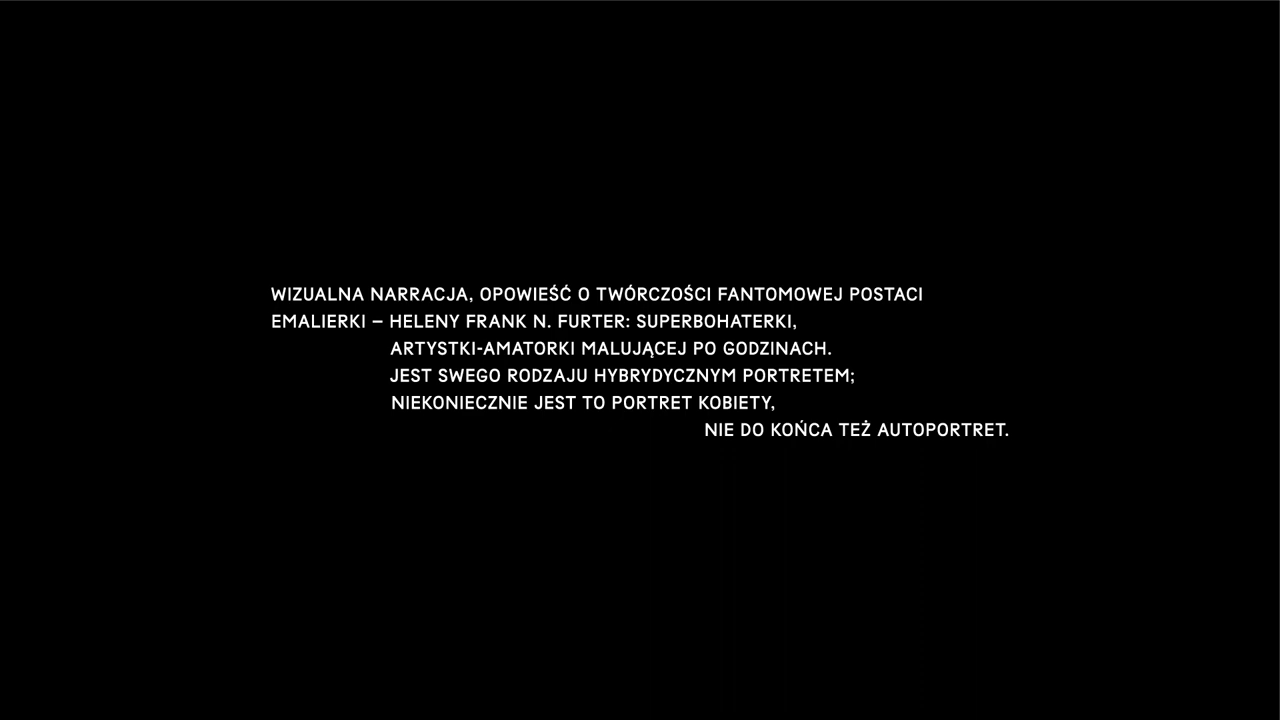 WIZUALNA NARRACJA, OPOWIEŚĆ O TWÓRCZOŚCI FANTOMOWEJ POSTACI
EMALIERKI – HELENY FRANK N. FURTER: SUPERBOHATERKI,
ARTYSTKI-AMATORKI MALUJĄCEJ PO GODZINACH.
JEST SWEGO RODZAJU HYBRYDYCZNYM PORTRETEM;
NIEKONIECZNIE JEST TO PORTRET KOBIETY,
NIE DO KOŃCA TEŻ AUTOPORTRET.